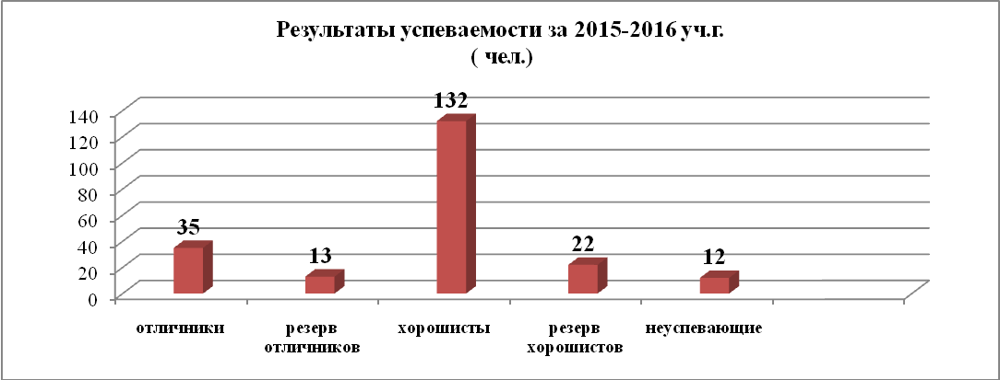 Результаты успеваемости за 2015-2016 уч.г.
( чел.)
140
120
100
80
60
40
20
0
35
13
132
22
12
отличники
резерв
отличников
хорошисты
резерв
хорошистов
неуспевающие